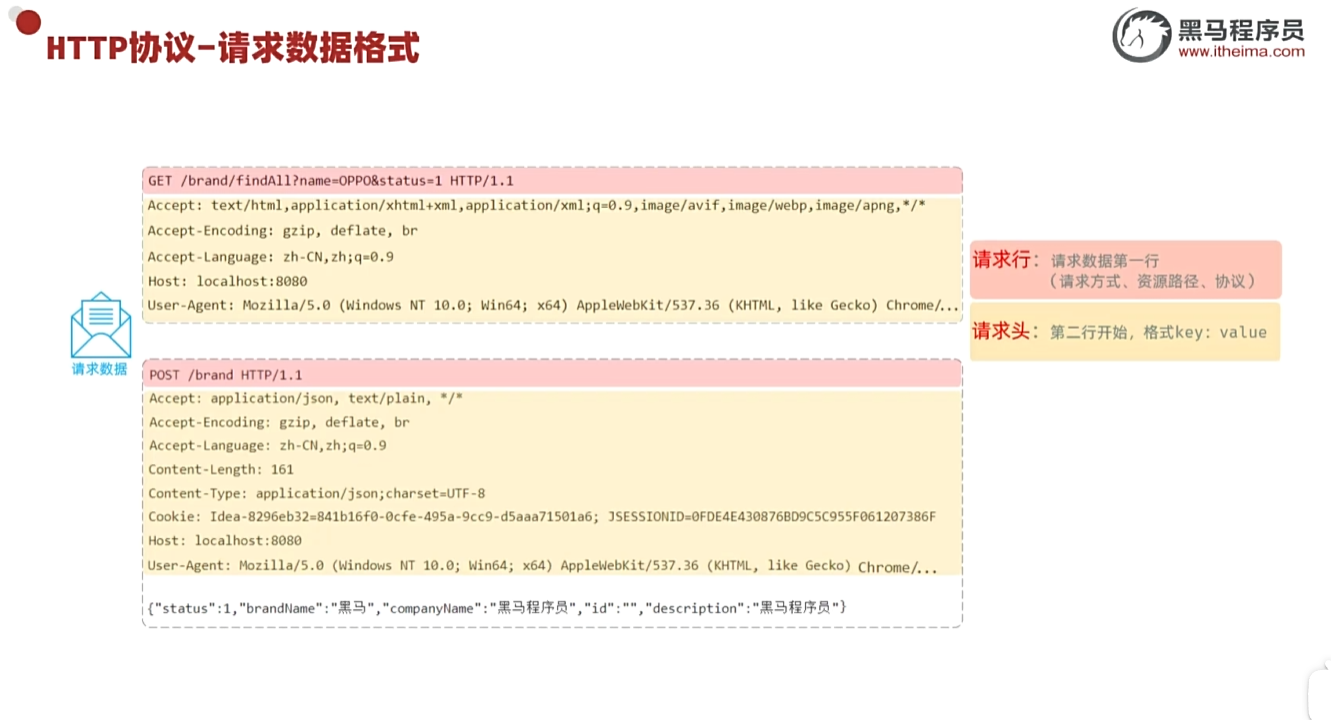 HTTP协议-请求数据格式
黑马程序员
www.itheima.com
GET /brand/findAll?name=OPPO&status=1 HTTP/1.1
Accept: text/html,application/xhtml+xml,application/xml;q=0.9,image/avif,image/webp,image/apng,*/*
Accept-Encoding: gzip, deflate, br
Accept-Language: zh-CN,zh;q=0.9
Host: localhost:8080
User-Agent: Mozilla/5.0 (Windows NT 10.0; Win64; x64) AppleWebKit/537.36 (KHTML, like Gecko) Chrome/...
请求行： 请求数据第一行
（请求方式、资源路径、协议）
请求头： 第二行开始，格式key: value
请求数据
POST /brand HTTP/1.1
Accept: application/json, text/plain, */*
Accept-Encoding: gzip, deflate, br
Accept-Language: zh-CN,zh;q=0.9
Content-Length: 161
Content-Type: application/json;charset=UTF-8
Cookie: Idea-8296eb32=841b16f0-0cfe-495a-9cc9-d5aaa71501a6; JSESSIONID=0FDE4E430876BD9C5C955F061207386F
Host: localhost:8080
User-Agent: Mozilla/5.0 (Windows NT 10.0; Win64; x64) AppleWebKit/537.36 (KHTML, like Gecko) Chrome/...
{"status":1,"brandName":"黑马","companyName":"黑马程序员","id":"","description":"黑马程序员"}